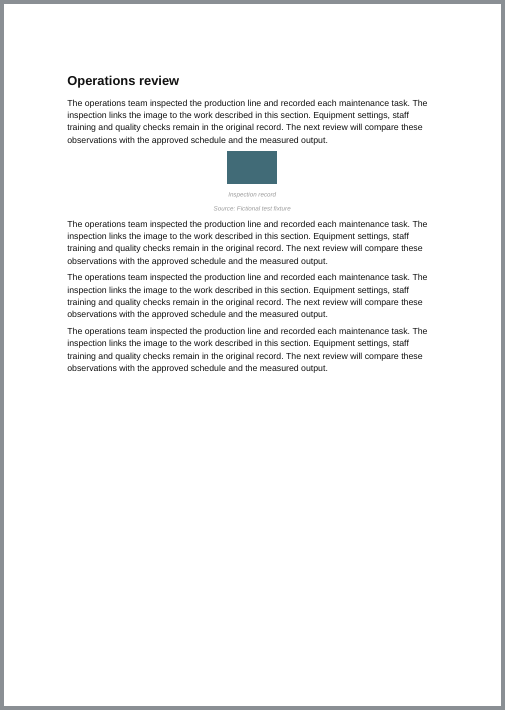 Operations review
The operations team inspected the production line and recorded each maintenance task. The
inspection links the image to the work described in this section. Equipment settings, staff
training and quality checks remain in the original record. The next review will compare these
observations with the approved schedule and the measured output.
Inspection record
Source: Fictional test fixture
The operations team inspected the production line and recorded each maintenance task. The
inspection links the image to the work described in this section. Equipment settings, staff
training and quality checks remain in the original record. The next review will compare these
observations with the approved schedule and the measured output.
The operations team inspected the production line and recorded each maintenance task. The
inspection links the image to the work described in this section. Equipment settings, staff
training and quality checks remain in the original record. The next review will compare these
observations with the approved schedule and the measured output.
The operations team inspected the production line and recorded each maintenance task. The
inspection links the image to the work described in this section. Equipment settings, staff
training and quality checks remain in the original record. The next review will compare these
observations with the approved schedule and the measured output.